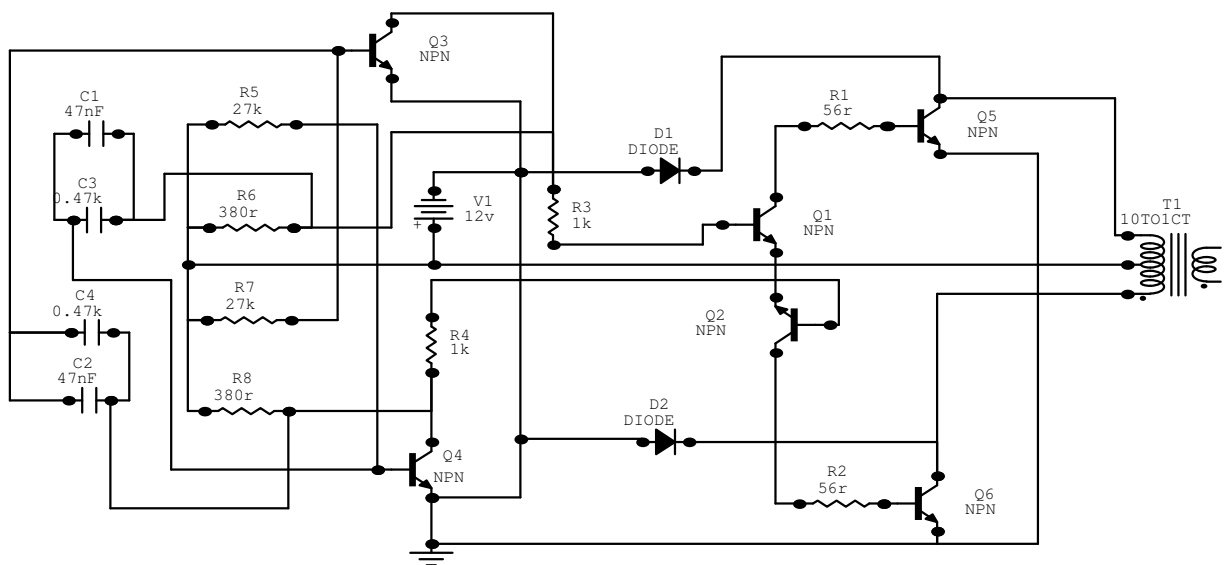 Q3
NPN
C1
47nF
R5
27k
R1
56r
Q5
NPN
D1
DIODE
C3
0.47k
R6
380r
V1
12v
+
R3
1k
Q1
NPN
T1
10TO1CT
R7
27k
C4
0.47k
Q2
NPN
R4
1k
C2
47nF
R8
380r
D2
DIODE
Q4
NPN
R2
56r
Q6
NPN